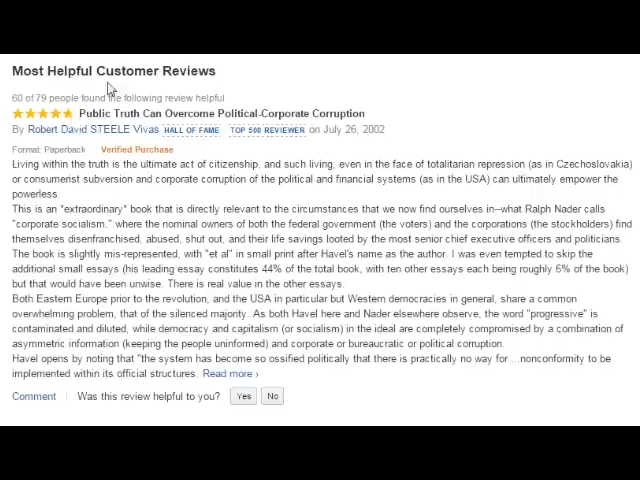 Most Helpful Customer Reviews
60 of 79 people found the following review helpful
Public Truth Can Overcome Political-Corporate Corruption
By Robert David STEELE Vivas HALL OF FAME TOP 500 REVIEWER on July 26, 2002
Format: Paperback Verified Purchase
Living within the truth is the ultimate act of citizenship, and such living, even in the face of totalitarian repression (as in Czechoslovakia)
or consumerist subversion and corporate corruption of the political and financial systems (as in the USA) can ultimately empower the
powerless.
This is an *extraordinary* book that is directly relevant to the circumstances that we now find ourselves in--what Ralph Nader calls
"corporate socialism." where the nominal owners of both the federal government (the voters) and the corporations (the stockholders) find
themselves disenfranchised, abused, shut out, and their life savings looted by the most senior chief executive officers and politicians.
The book is slightly mis-represented, with "et al" in small print after Havel's name as the author. I was even tempted to skip the
additional small essays (his leading essay constitutes 44% of the total book, with ten other essays each being roughly 6% of the book)
but that would have been unwise. There is real value in the other essays.
Both Eastern Europe prior to the revolution, and the USA in particular but Western democracies in general, share a common
overwhelming problem, that of the silenced majority. As both Havel here and Nader elsewhere observe, the word "progressive" is
contaminated and diluted, while democracy and capitalism (or socialism) in the ideal are completely compromised by a combination of
asymmetric information (keeping the people uninformed) and corporate or bureaucratic or political corruption.
Havel opens by noting that "the system has become so ossified politically that there is practically no way for ...nonconformity to be
implemented within its official structures. Read more ›
Comment Was this review helpful to you? Yes No